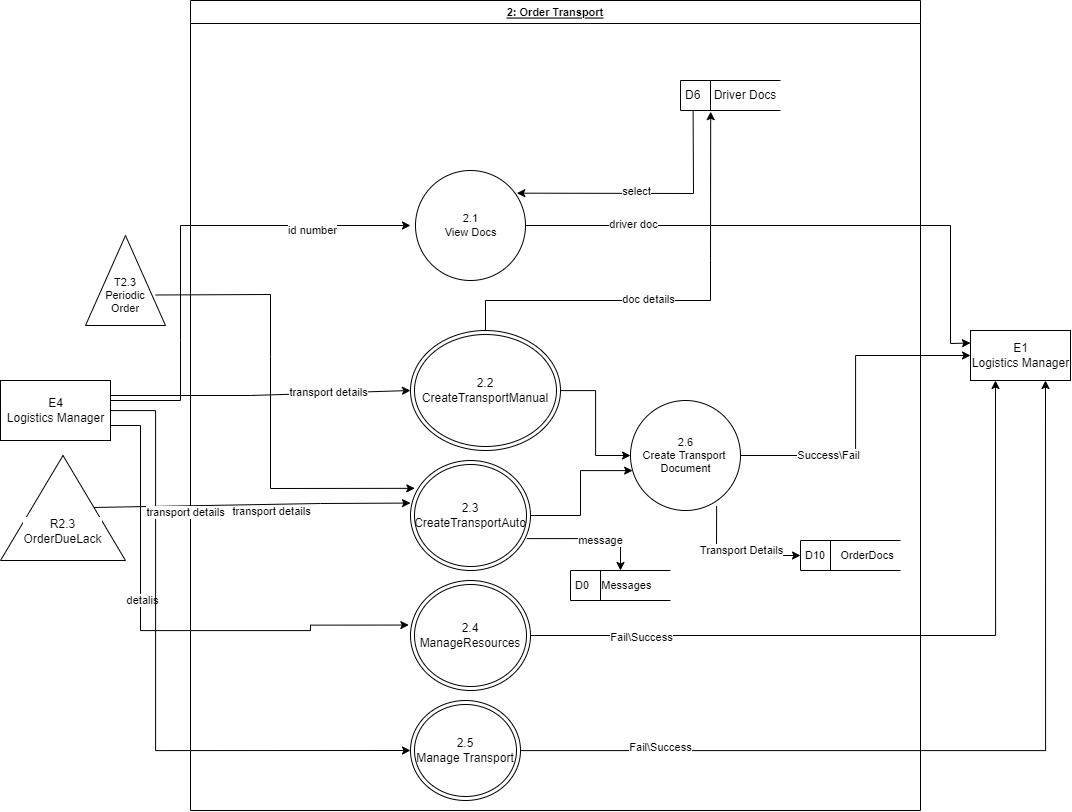 2: Order Transport
D6
Driver Docs
select
2.1
View Docs
id number
driver doc
T2.3
Periodic
Order
doc details
E1
Logistics Manager
2.2
CreateTransportManual
transport details
E4
Logistics Manager
2.6
Create Transport
Document
Success\Fail
2.3
CreateTransportAuto
transport details
transport details
R2.3
OrderDueLack
message
Transport Details
D10
OrderDocs
D0
Messages
detalis
2.4
ManageResources
Fail\Success
2.5
Manage Transport
Fail\Success